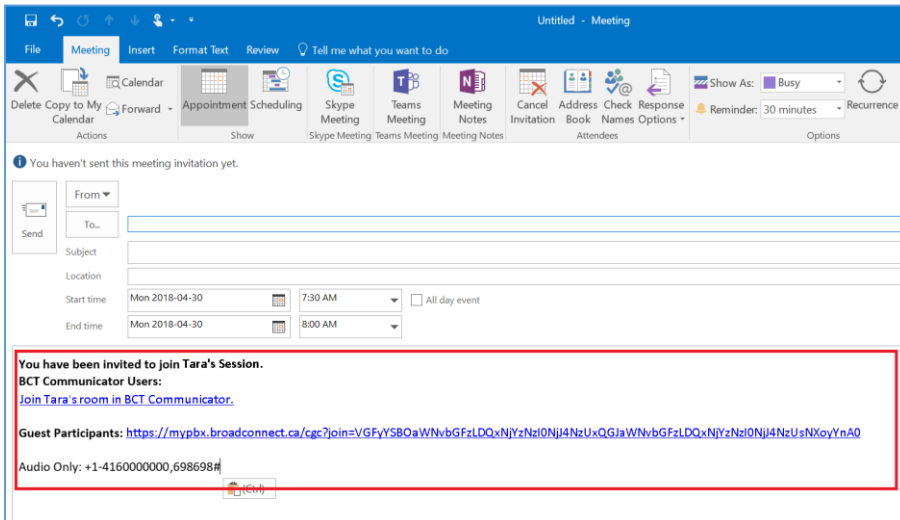 Untitled - Meeting
File Meeting Insert Format Text Review Tell me what you want to do
Delete Copy to My Calendar Calendar Forward Appointment Scheduling Skype Meeting Teams Meeting Meeting Notes Cancel Invitation Address Book Check Names Response Options Show As: Busy Reminder: 30 minutes Recurrence
Actions Show Skype Meeting Teams Meeting Meeting Notes Attendees Options
You haven't sent this meeting invitation yet.
Send
From
To...
Subject
Location
Start time Mon 2018-04-30 7:30 AM All day event
End time Mon 2018-04-30 8:00 AM
You have been invited to join Tara's Session.
BCT Communicator Users:
Join Tara's room in BCT Communicator.
Guest Participants: https://mypbx.broadconnect.ca/cgc?join=VGFyYSBOaWNvbGFzLDQxNjYzNzI0NjJ4NzUxQGJaWNvbGFzLDQxNjYzNzI0NjJ4NzUsNXoyYnA0
Audio Only: +1-4160000000,698698#
(Ctrl)